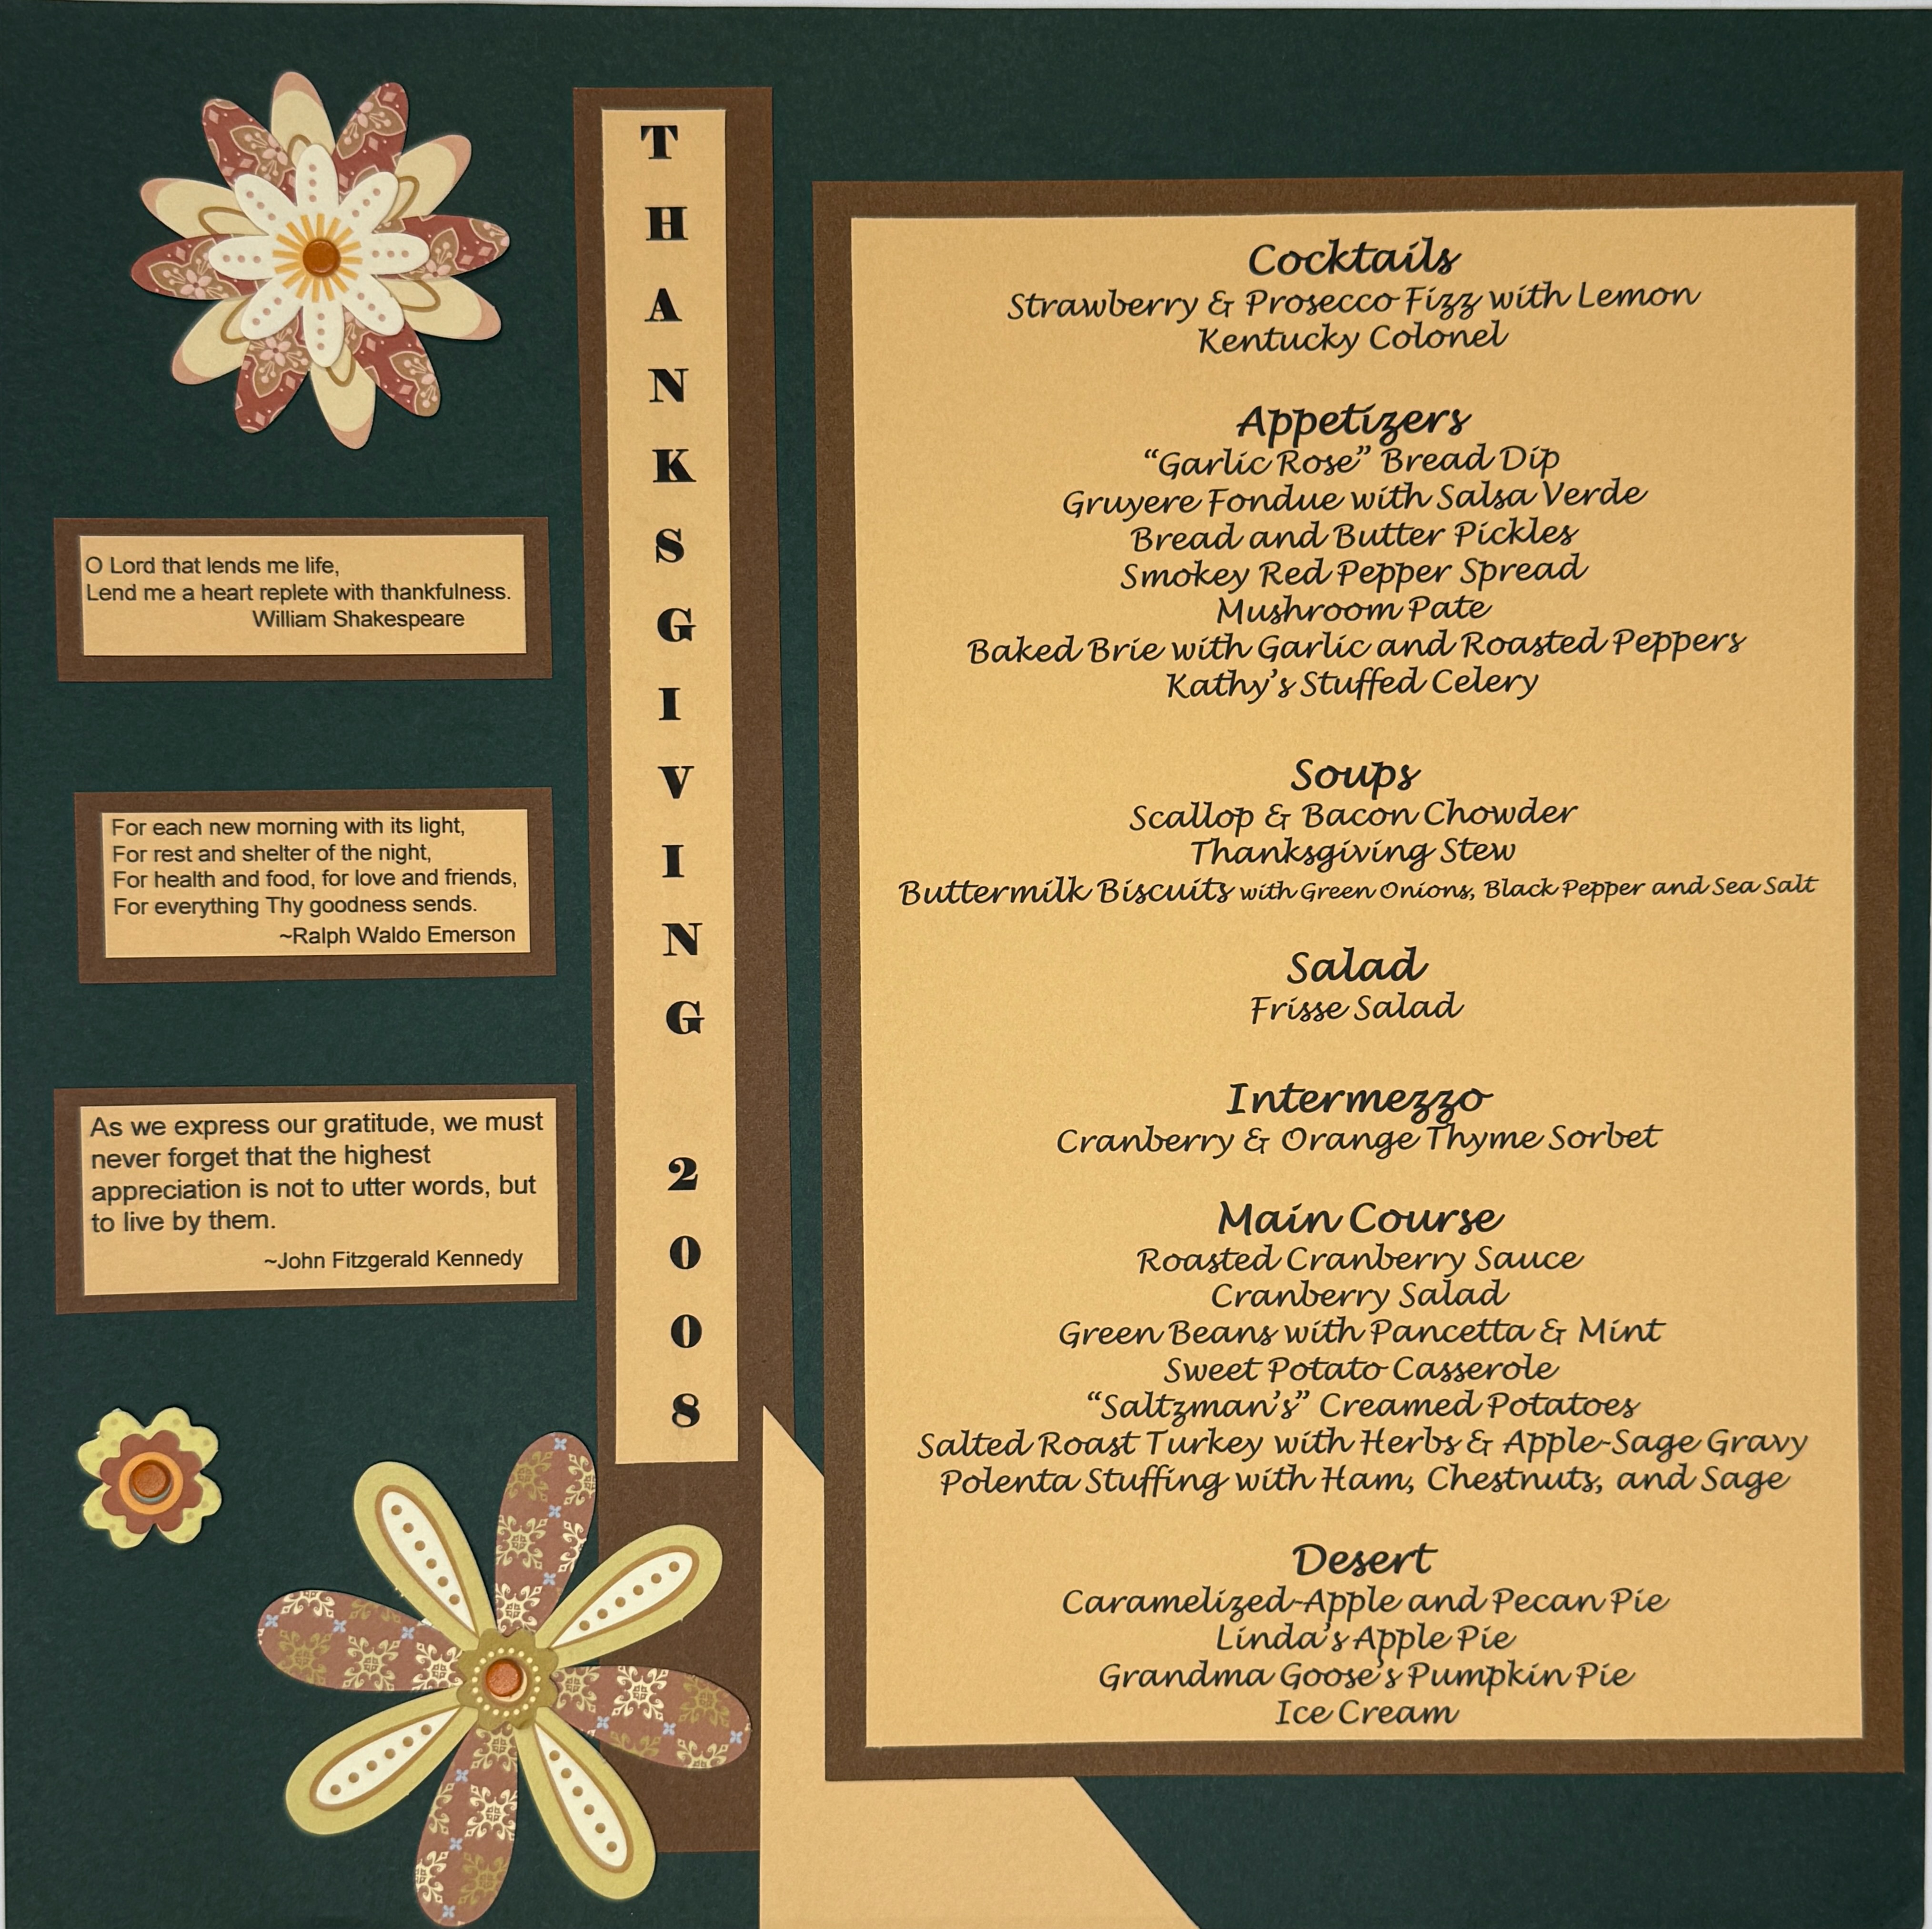 O Lord that lends me life,
Lend me a heart replete with thankfulness.
William Shakespeare
For each new morning with its light,
For rest and shelter of the night,
For health and food, for love and friends,
For everything Thy goodness sends.
~Ralph Waldo Emerson
As we express our gratitude, we must
never forget that the highest
appreciation is not to utter words, but
to live by them.
~John Fitzgerald Kennedy
THANKSGIVING 2008
Cocktails
Strawberry & Prosecco Fizz with Lemon
Kentucky Colonel
Appetizers
“Garlic Rose” Bread Dip
Gruyere Fondue with Salsa Verde
Bread and Butter Pickles
Smokey Red Pepper Spread
Mushroom Pate
Baked Brie with Garlic and Roasted Peppers
Kathy’s Stuffed Celery
Soups
Scallop & Bacon Chowder
Thanksgiving Stew
Buttermilk Biscuits with Green Onions, Black Pepper and Sea Salt
Salad
Frisse Salad
Intermezzo
Cranberry & Orange Thyme Sorbet
Main Course
Roasted Cranberry Sauce
Cranberry Salad
Green Beans with Pancetta & Mint
Sweet Potato Casserole
“Saltzman’s” Creamed Potatoes
Salted Roast Turkey with Herbs & Apple-Sage Gravy
Polenta Stuffing with Ham, Chestnuts, and Sage
Desert
Caramelized-Apple and Pecan Pie
Linda’s Apple Pie
Grandma Goose’s Pumpkin Pie
Ice Cream